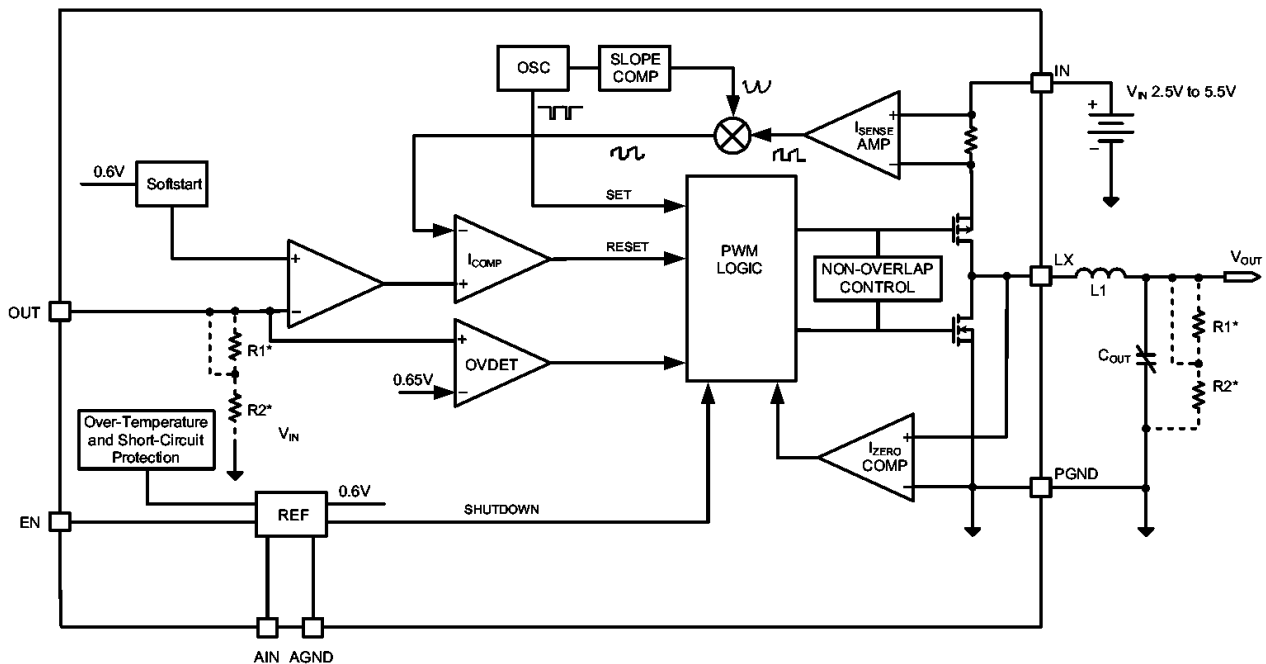 OSC
SLOPE
COMP
IN
VIN 2.5V to 5.5V
+
−
+
ISENSE
AMP
−
0.6V
Softstart
SET
−
ICOMP
+
RESET
PWM
LOGIC
NON-OVERLAP
CONTROL
LX
L1
VOUT
+
−
OUT
R1*
R2*
+
OVDET
−
0.65V
COUT
R1*
R2*
VIN
Over-Temperature
and Short-Circuit
Protection
+
IZERO
COMP
−
PGND
0.6V
REF
EN
SHUTDOWN
AIN
AGND